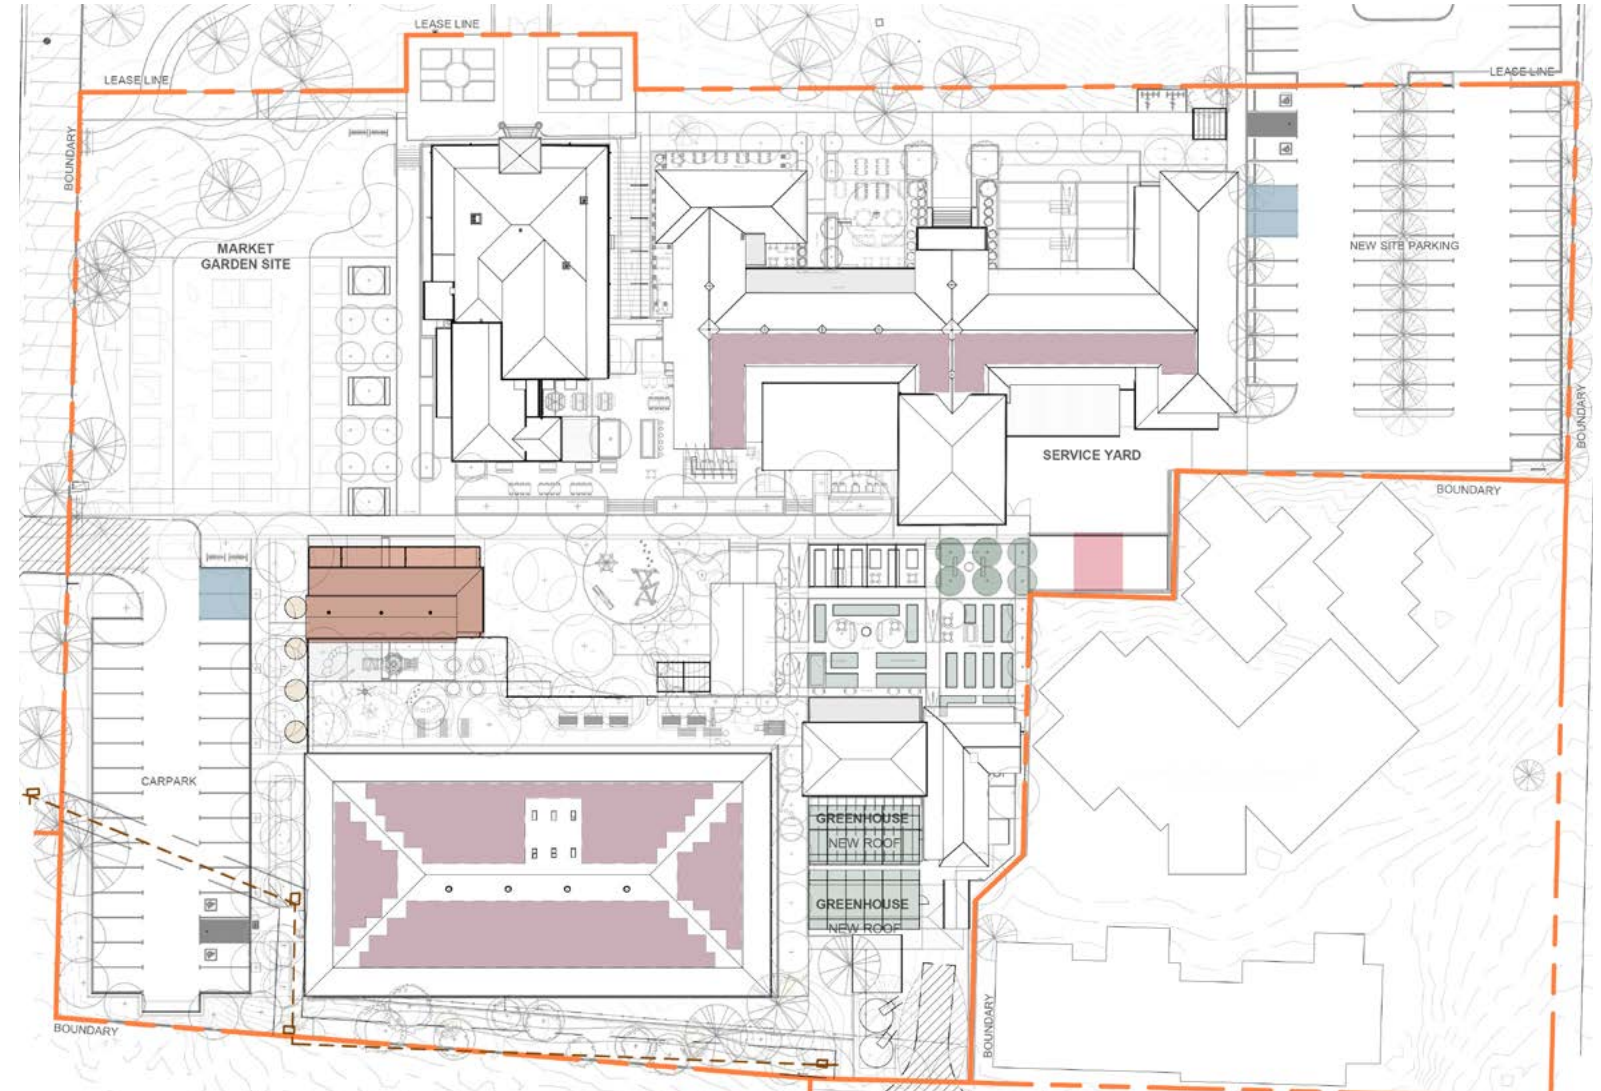 LEASE LINE
LEASE LINE
LEASE LINE
BOUNDARY
MARKET
GARDEN SITE
NEW SITE PARKING
BOUNDARY
SERVICE YARD
BOUNDARY
CARPARK
GREENHOUSE
NEW ROOF
GREENHOUSE
NEW ROOF
BOUNDARY
BOUNDARY